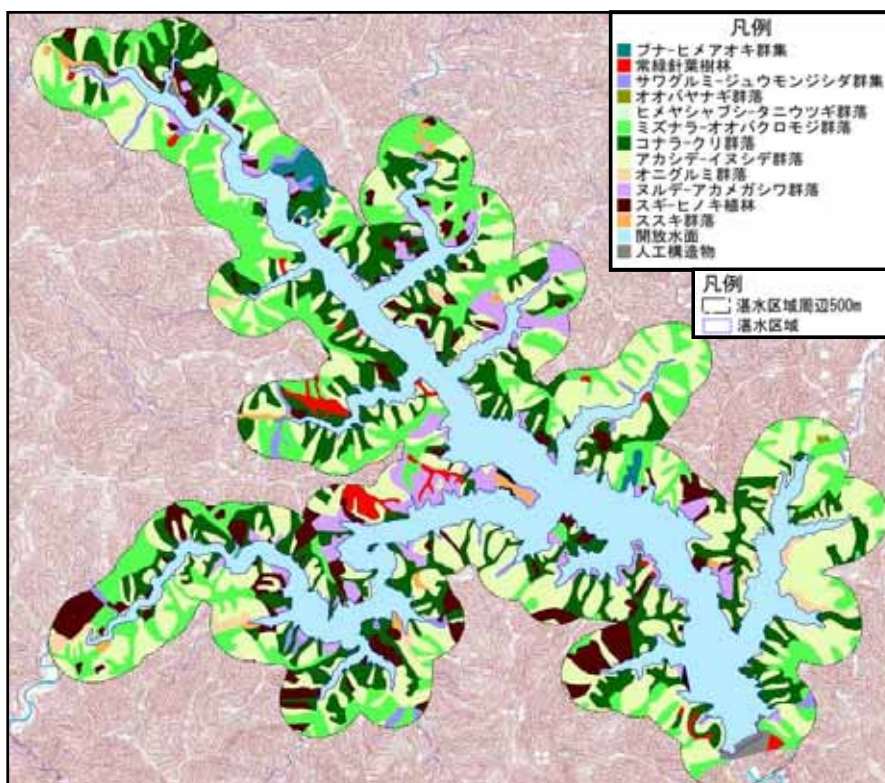 凡例
ブナ-ヒメアオキ群集
常緑針葉樹林
サワグルミ-ジュウモンジシダ群集
オオバヤナギ群落
ヒメヤシャブシ-タニウツギ群落
ミズナラ-オオバクロモジ群落
コナラ-クリ群落
アカシデ-イヌシデ群落
オニグルミ群落
ヌルデ-アカメガシワ群落
スギ-ヒノキ植林
ススキ群落
開放水面
人工構造物
凡例
湛水区域周辺500m
湛水区域